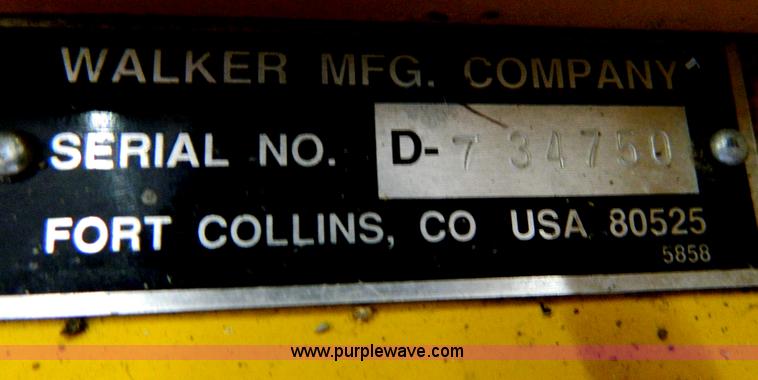 WALKER MFG. COMPANY
SERIAL NO. D-734750
FORT COLLINS, CO USA 80525
5858
www.purplewave.com